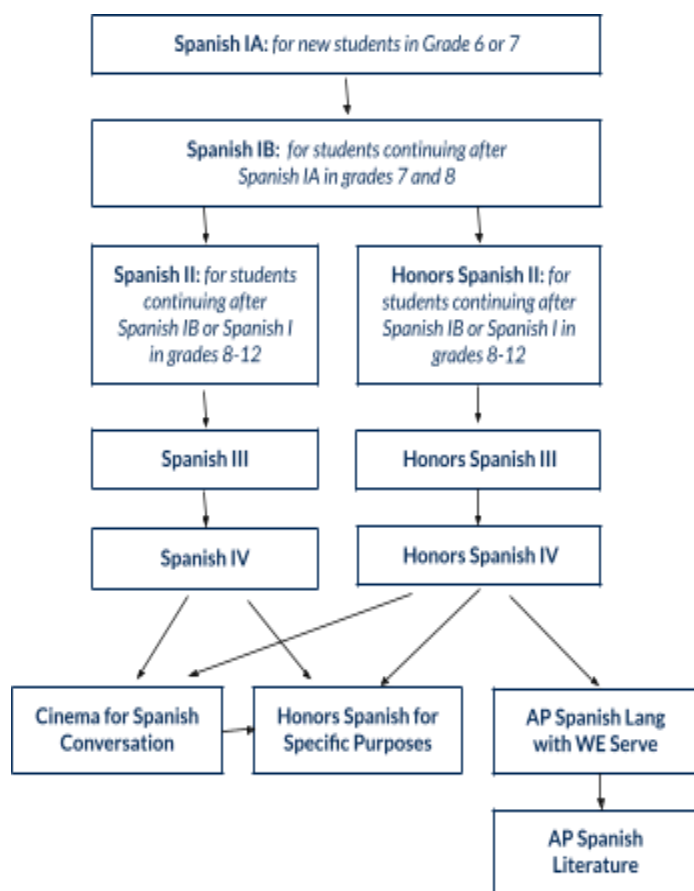 Spanish IA: for new students in Grade 6 or 7
Spanish IB: for students continuing after
Spanish IA in grades 7 and 8
Spanish II: for students
continuing after
Spanish IB or Spanish I
in grades 8-12
Honors Spanish II: for
students continuing after
Spanish IB or Spanish I in
grades 8-12
Spanish III
Honors Spanish III
Spanish IV
Honors Spanish IV
Cinema for Spanish
Conversation
Honors Spanish for
Specific Purposes
AP Spanish Lang
with WE Serve
AP Spanish
Literature